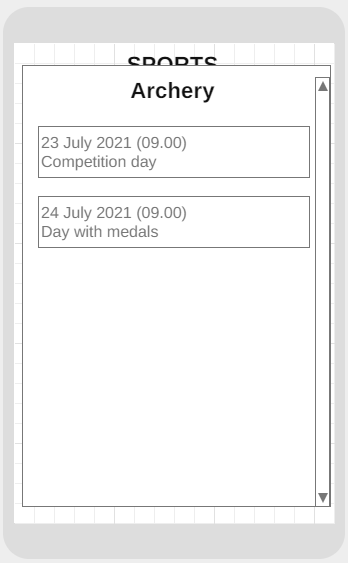 SPORTS
Archery
23 July 2021 (09.00)
Competition day
24 July 2021 (09.00)
Day with medals